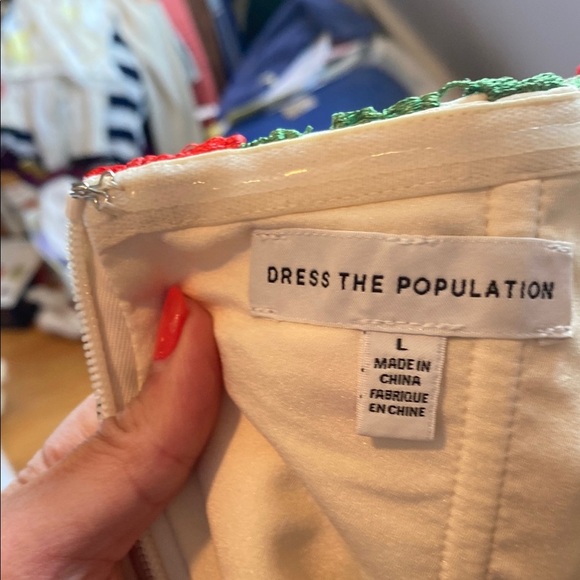 DRESS THE POPULATION
L
MADE IN
CHINA
FABRIQUE
EN CHINE